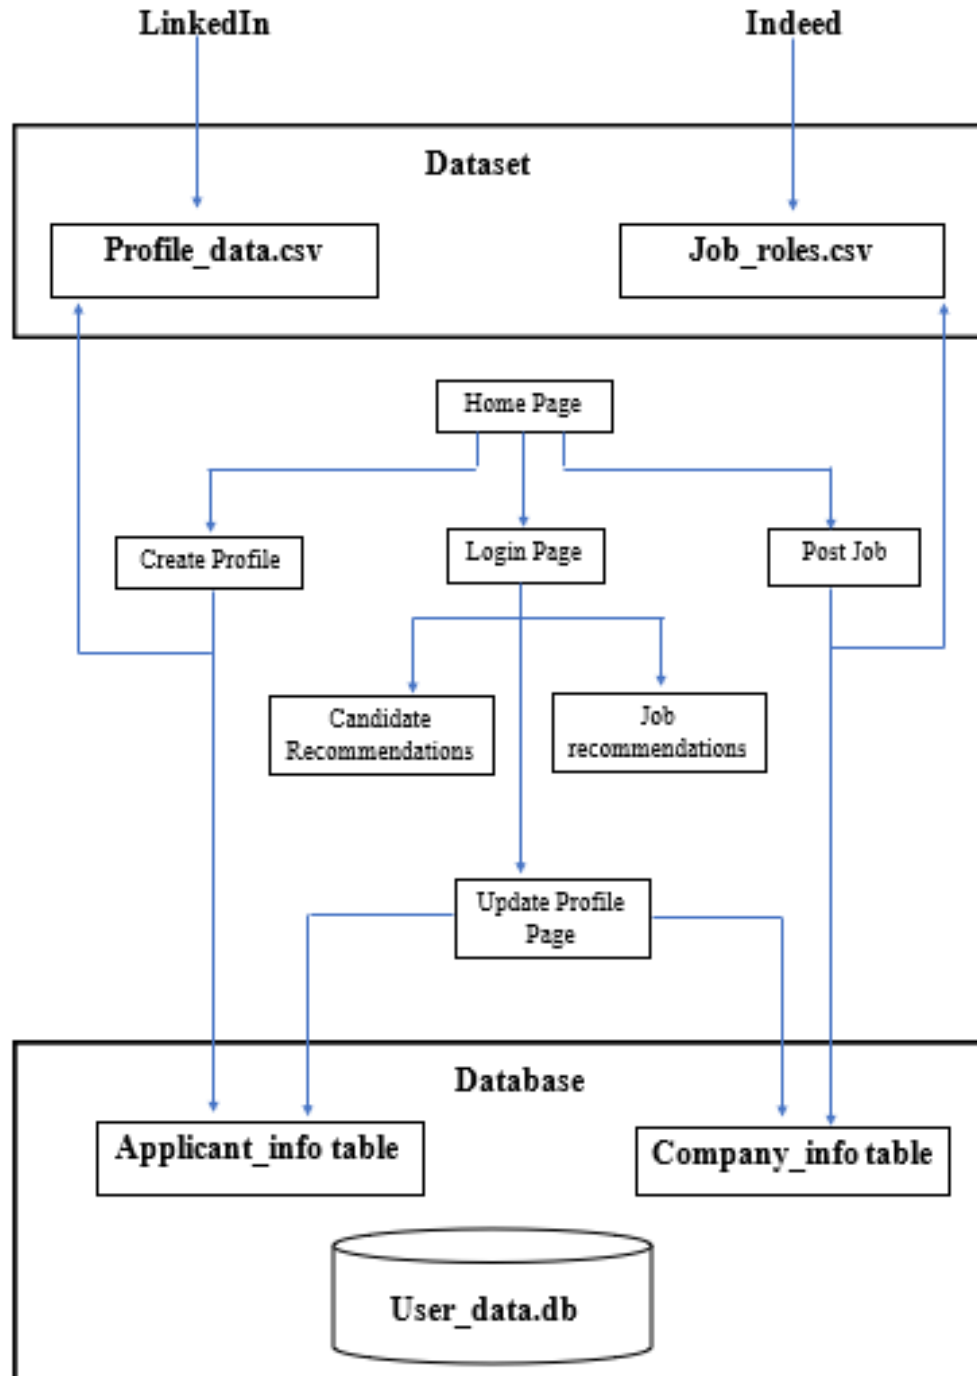 LinkedIn
Indeed
Dataset
Profile_data.csv
Job_roles.csv
Home Page
Create Profile
Login Page
Post Job
Candidate
Recommendations
Job
recommendations
Update Profile
Page
Database
Applicant_info table
Company_info table
User_data.db